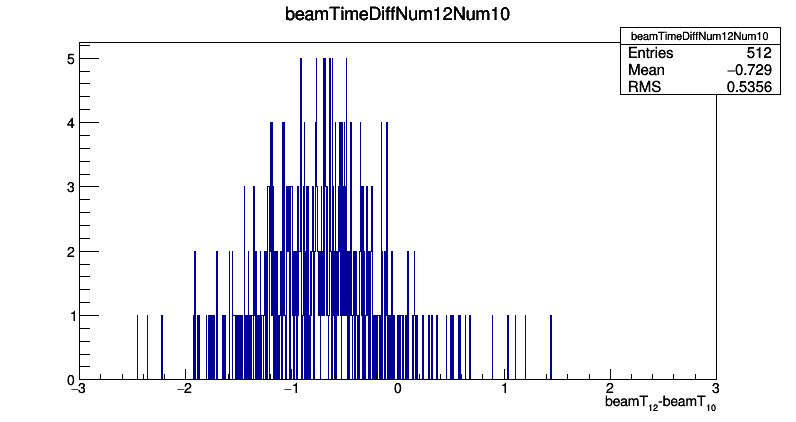 beamTimeDiffNum12Num10
beamTimeDiffNum12Num10
Entries 512
Mean −0.729
RMS 0.5356
5
4
3
2
1
0
−3 −2 −1 0 1 2 3
beamT12-beamT10